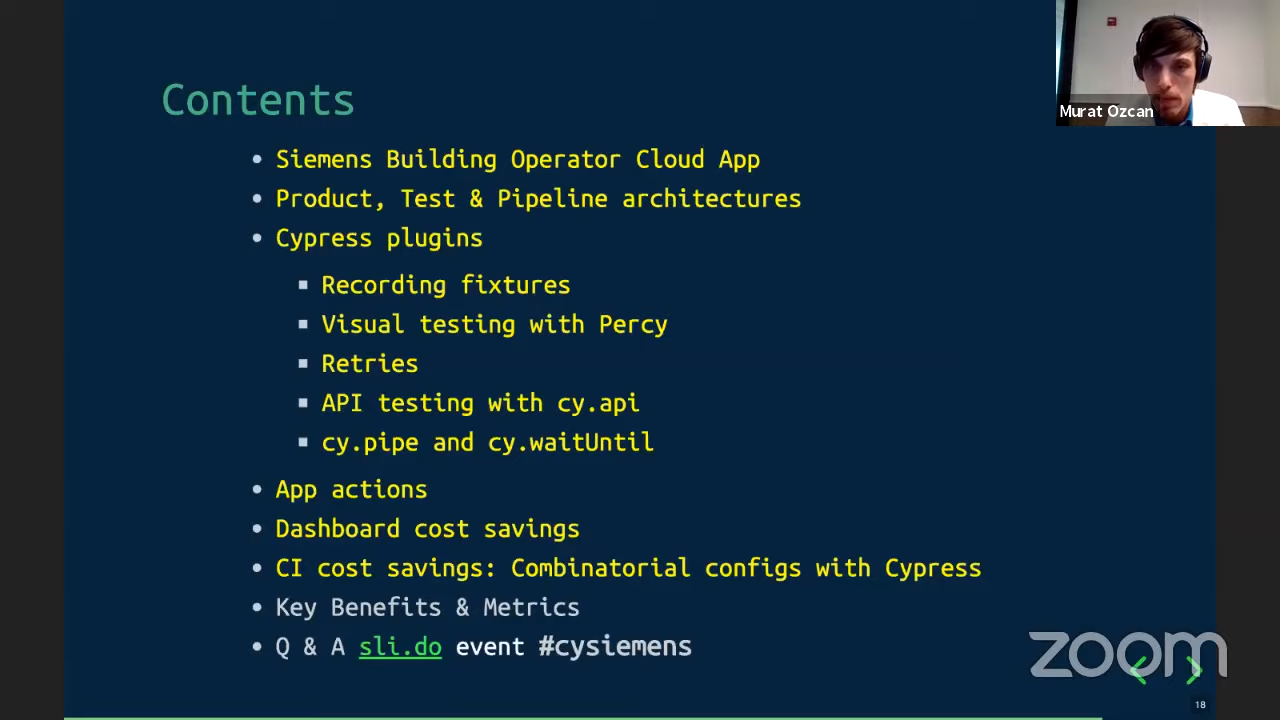 Contents
Murat Ozcan
Siemens Building Operator Cloud App
Product, Test & Pipeline architectures
Cypress plugins
Recording fixtures
Visual testing with Percy
Retries
API testing with cy.api
cy.pipe and cy.waitUntil
App actions
Dashboard cost savings
CI cost savings: Combinatorial configs with Cypress
Key Benefits & Metrics
Q & A sli.do event #cysiemens
zoom
18